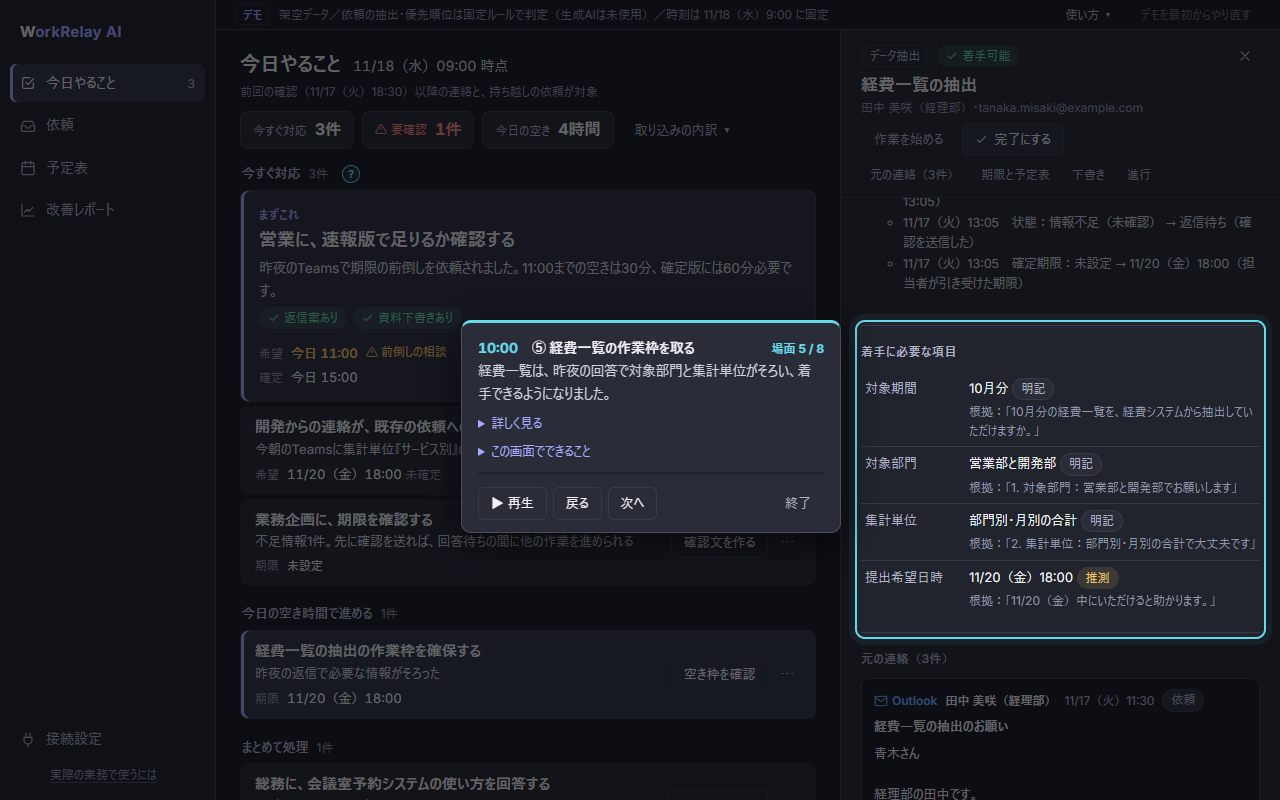 WorkRelay AI
今日やること 3
依頼
予定表
改善レポート
接続設定
実際の業務で使うには
デモ 架空データ／依頼の抽出・優先順位は固定ルールで判定（生成AIは未使用）／時刻は 11/18（水）9:00 に固定
使い方 ▼
デモを最初からやり直す
今日やること 11/18（水）09:00 時点
前回の確認（11/17（火）18:30）以降の連絡と、持ち越しの依頼が対象
今すぐ対応 3件
要確認 1件
今日の空き 4時間
取り込みの内訳 ▼
今すぐ対応 3件 ?
まずこれ
営業に、速報版で足りるか確認する
昨夜のTeamsで期限の前倒しを依頼されました。11:00までの空きは30分、確定版には60分必要で
す。
返信案あり 資料下書きあり
希望 今日 11:00 前倒しの相談
確定 今日 15:00
開発からの連絡が、既存の依頼へ
今朝のTeamsに集計単位『サービス別』
希望 11/20（金）18:00 未確定
業務企画に、期限を確認する
不足情報1件。先に確認を送れば、回答待ちの間に他の作業を進められる
期限 未設定
確認文を作る ···
今日の空き時間で進める 1件
経費一覧の抽出の作業枠を確保する
昨夜の返信で必要な情報がそろった
期限 11/20（金）18:00
空き枠を確認 ···
まとめて処理 1件
総務に、会議室予約システムの使い方を回答する
10:00 ⑤ 経費一覧の作業枠を取る 場面 5 / 8
経費一覧は、昨夜の回答で対象部門と集計単位がそろい、着
手できるようになりました。
▶ 詳しく見る
▶ この画面でできること
▶ 再生 戻る 次へ 終了
データ抽出 着手可能
経費一覧の抽出
田中 美咲（経理部）・tanaka.misaki@example.com
作業を始める 完了にする
元の連絡（3件） 期限と予定表 下書き 進行
13:05）
11/17（火）13:05 状態：情報不足（未確認）→ 返信待ち（確
認を送信した）
11/17（火）13:05 確定期限：未設定 → 11/20（金）18:00（担
当者が引き受けた期限）
着手に必要な項目
対象期間 10月分 明記
根拠：「10月分の経費一覧を、経費システムから抽出してい
ただけますか。」
対象部門 営業部と開発部 明記
根拠：「1. 対象部門：営業部と開発部でお願いします」
集計単位 部門別・月別の合計 明記
根拠：「2. 集計単位：部門別・月別の合計で大丈夫です」
提出希望日時 11/20（金）18:00 推測
根拠：「11/20（金）中にいただけると助かります。」
元の連絡（3件）
Outlook 田中 美咲（経理部） 11/17（火）11:30 依頼
経費一覧の抽出のお願い
青木さん
経理部の田中です。